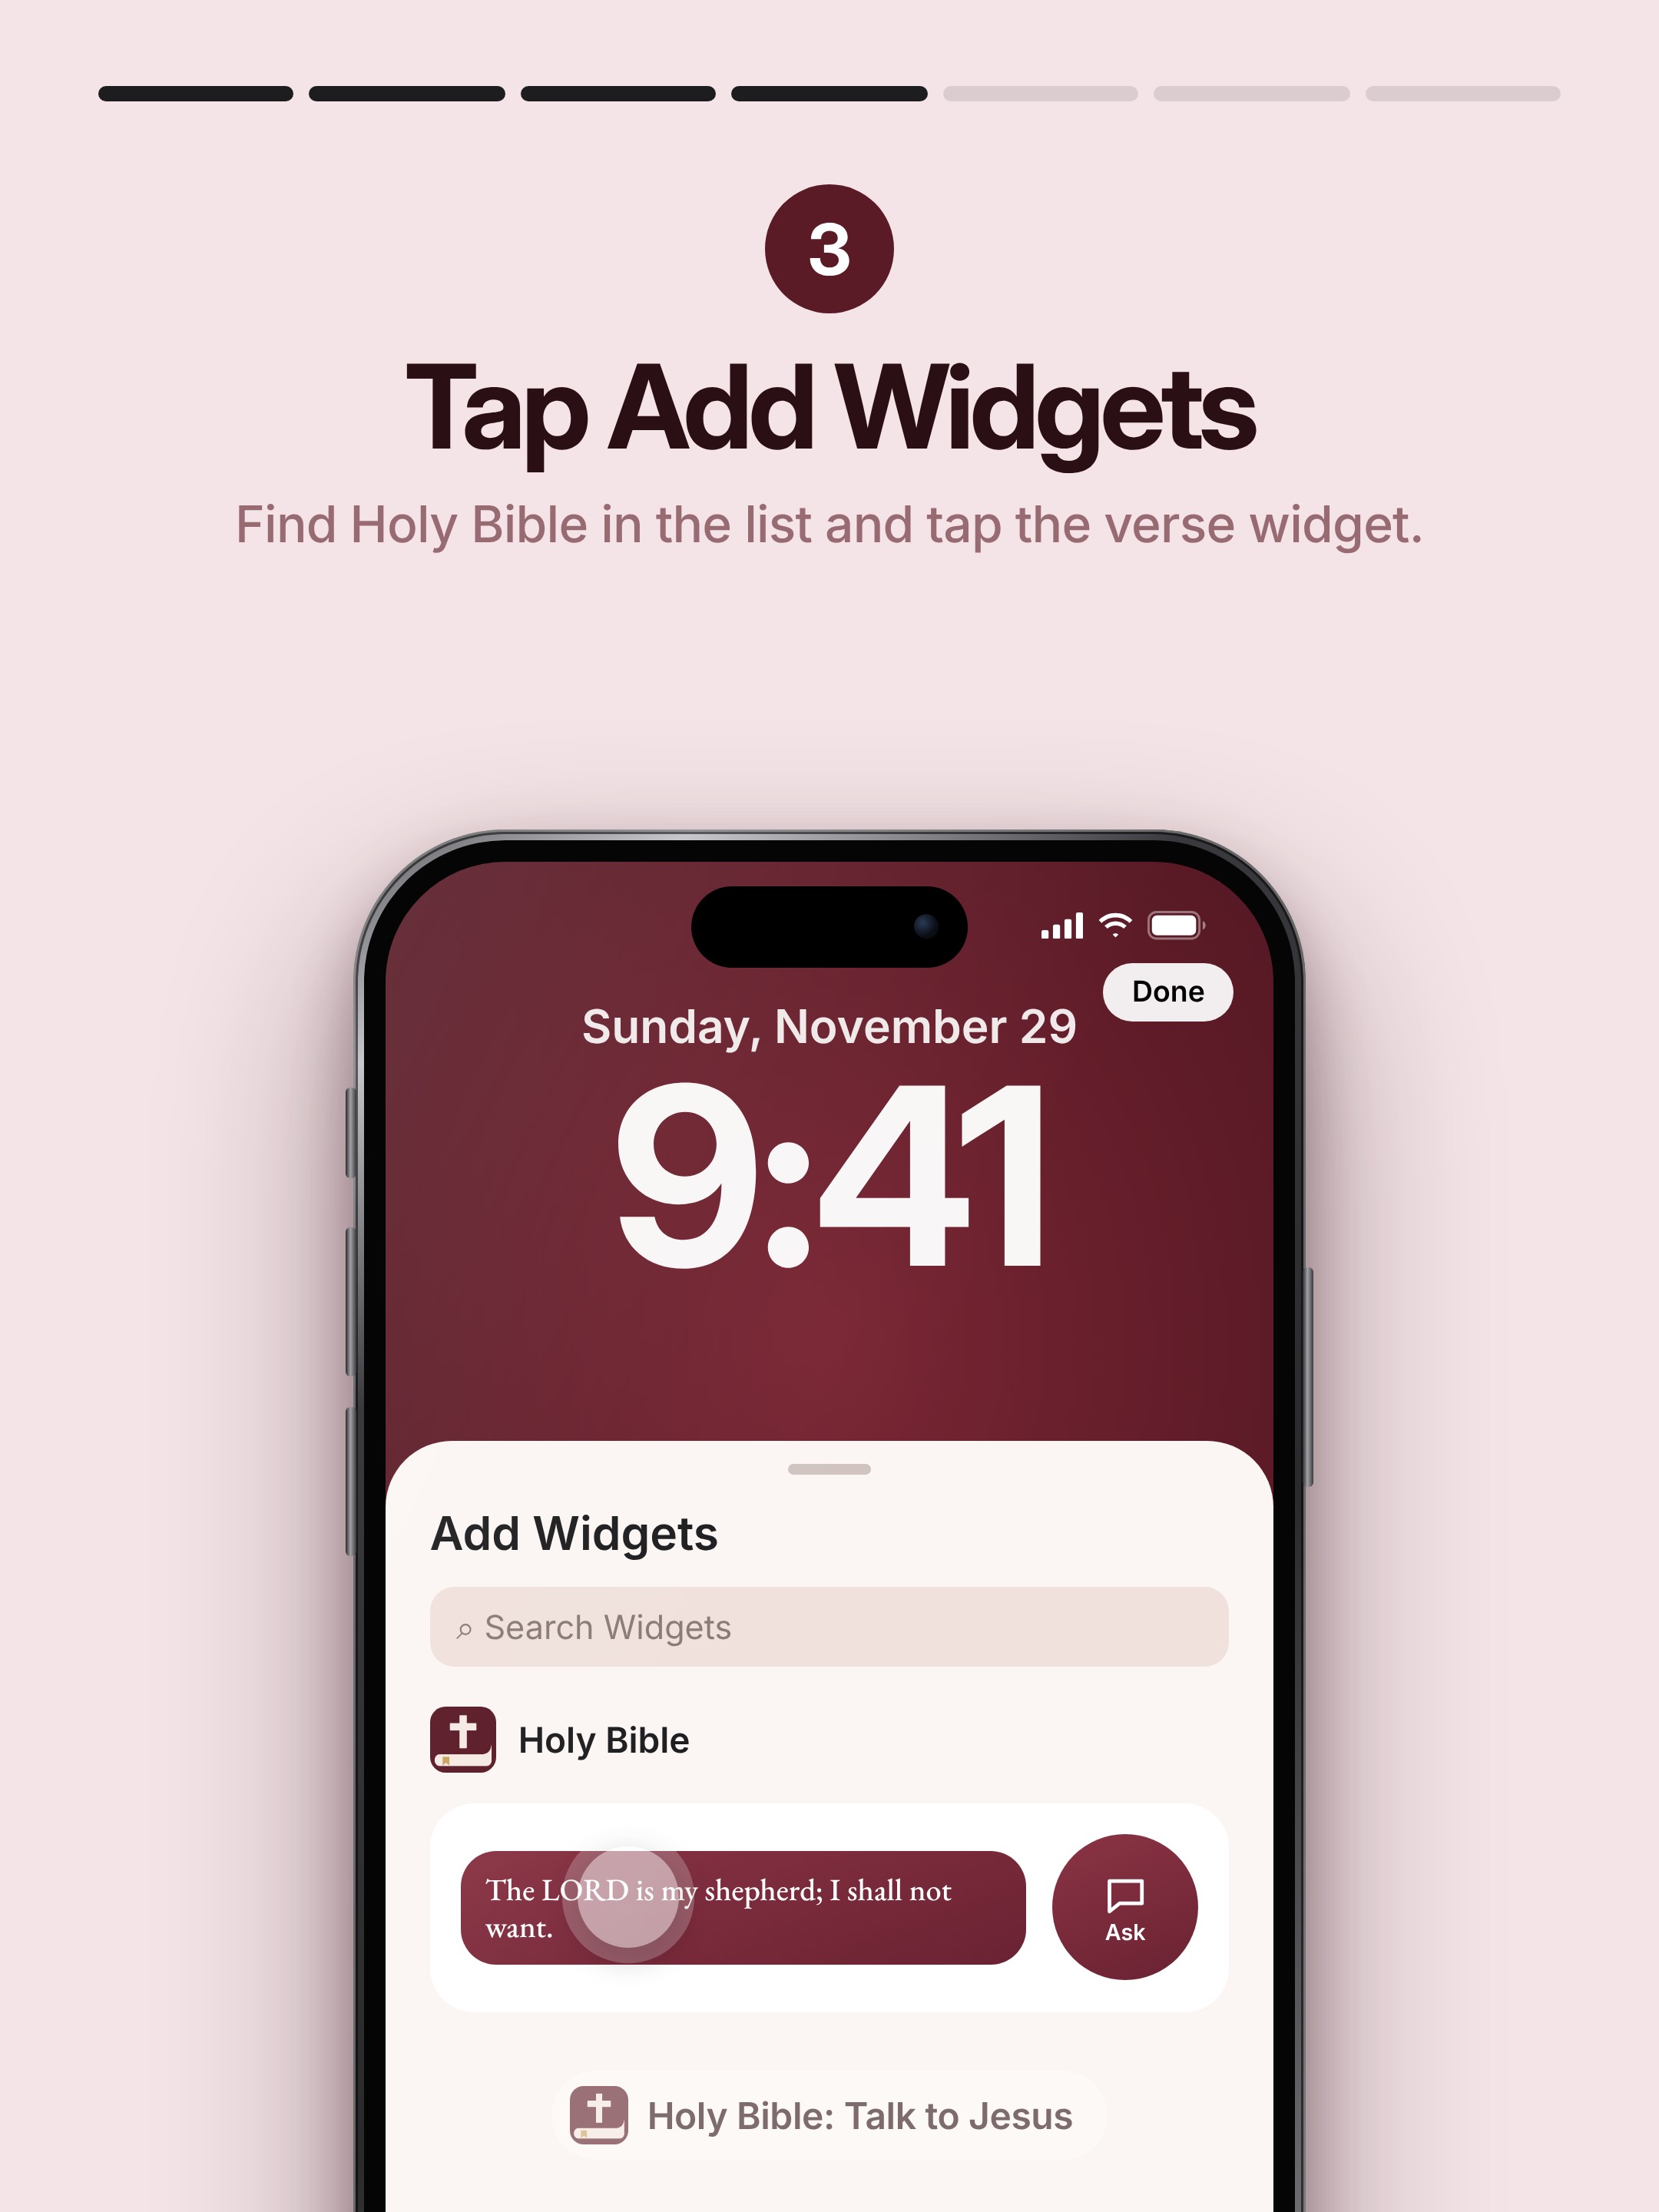 3
Tap Add Widgets
Find Holy Bible in the list and tap the verse widget.
Done
Sunday, November 29
9:41
Add Widgets
Search Widgets
Holy Bible
The LORD is my shepherd; I shall not
want.
Ask
Holy Bible: Talk to Jesus